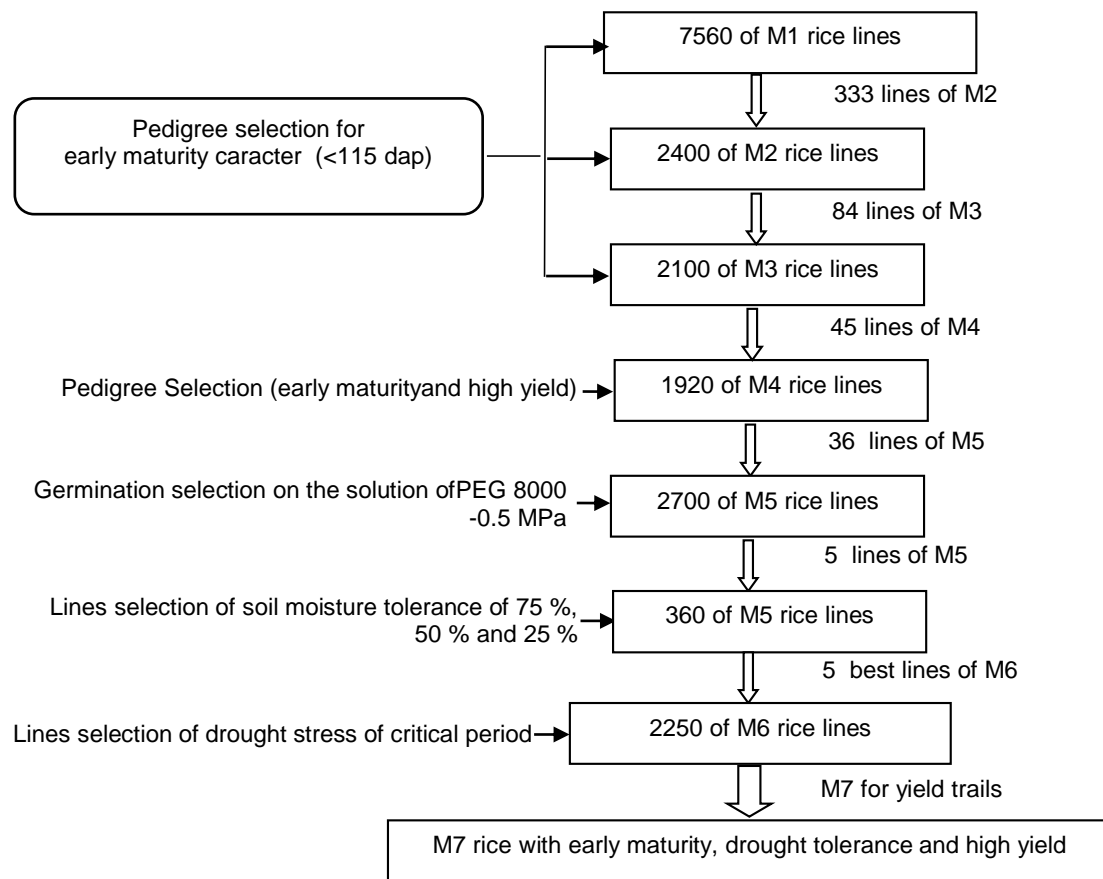 7560 of M1 rice lines
333 lines of M2
Pedigree selection for
early maturity caracter (<115 dap)
2400 of M2 rice lines
84 lines of M3
2100 of M3 rice lines
45 lines of M4
Pedigree Selection (early maturityand high yield)
1920 of M4 rice lines
36 lines of M5
Germination selection on the solution ofPEG 8000
-0.5 MPa
2700 of M5 rice lines
5 lines of M5
Lines selection of soil moisture tolerance of 75 %,
50 % and 25 %
360 of M5 rice lines
5 best lines of M6
Lines selection of drought stress of critical period
2250 of M6 rice lines
M7 for yield trails
M7 rice with early maturity, drought tolerance and high yield